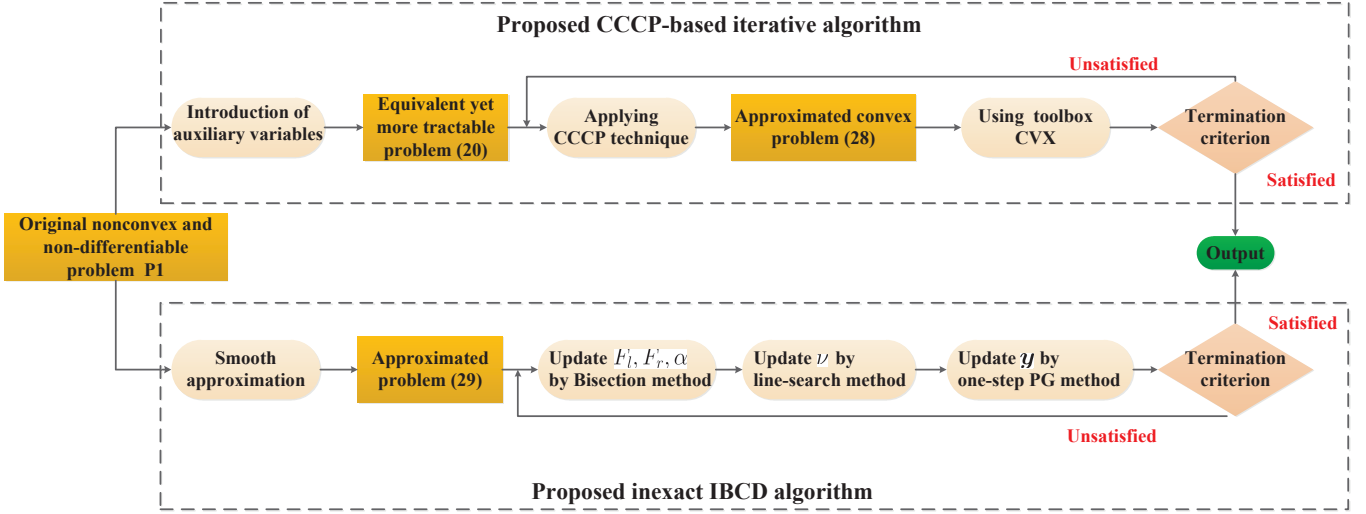 Proposed CCCP-based iterative algorithm
Unsatisfied
Introduction of
auxiliary variables
Equivalent yet
more tractable
problem (20)
Applying
CCCP technique
Approximated convex
problem (28)
Using toolbox
CVX
Termination
criterion
Satisfied
Original nonconvex and
non-differentiable
problem P1
Output
Satisfied
Smooth
approximation
Approximated
problem (29)
Update F_l, F_r, α
by Bisection method
Update ν by
line-search method
Update y by
one-step PG method
Termination
criterion
Unsatisfied
Proposed inexact IBCD algorithm